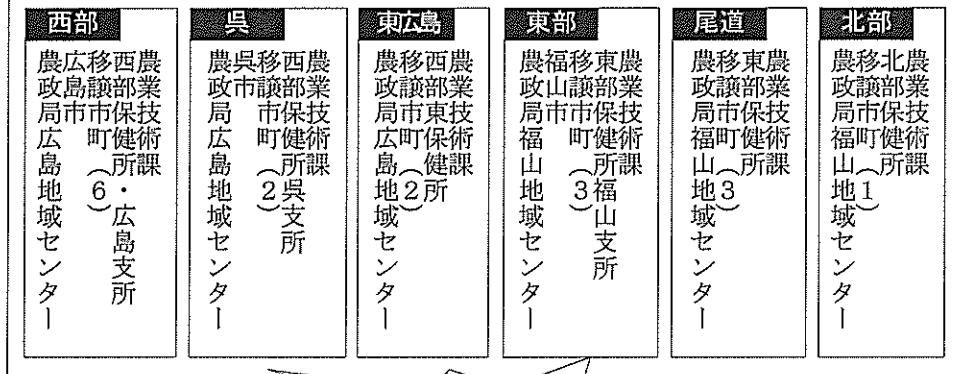 西部
農業技術課
西部保健所・広島支所
移譲市町（6）
広島市
農政局広島地域センター
呉
農業技術課
西部保健所呉支所
移譲市町（2）
呉市
農政局広島地域センター
東広島
農業技術課
西部東保健所
移譲市町（2）
農政局広島地域センター
東部
農業技術課
東部保健所福山支所
移譲市町（3）
福山市
農政局福山地域センター
尾道
農業技術課
東部保健所
移譲市町（3）
農政局福山地域センター
北部
農業技術課
北部保健所
移譲市町（1）
農政局福山地域センター